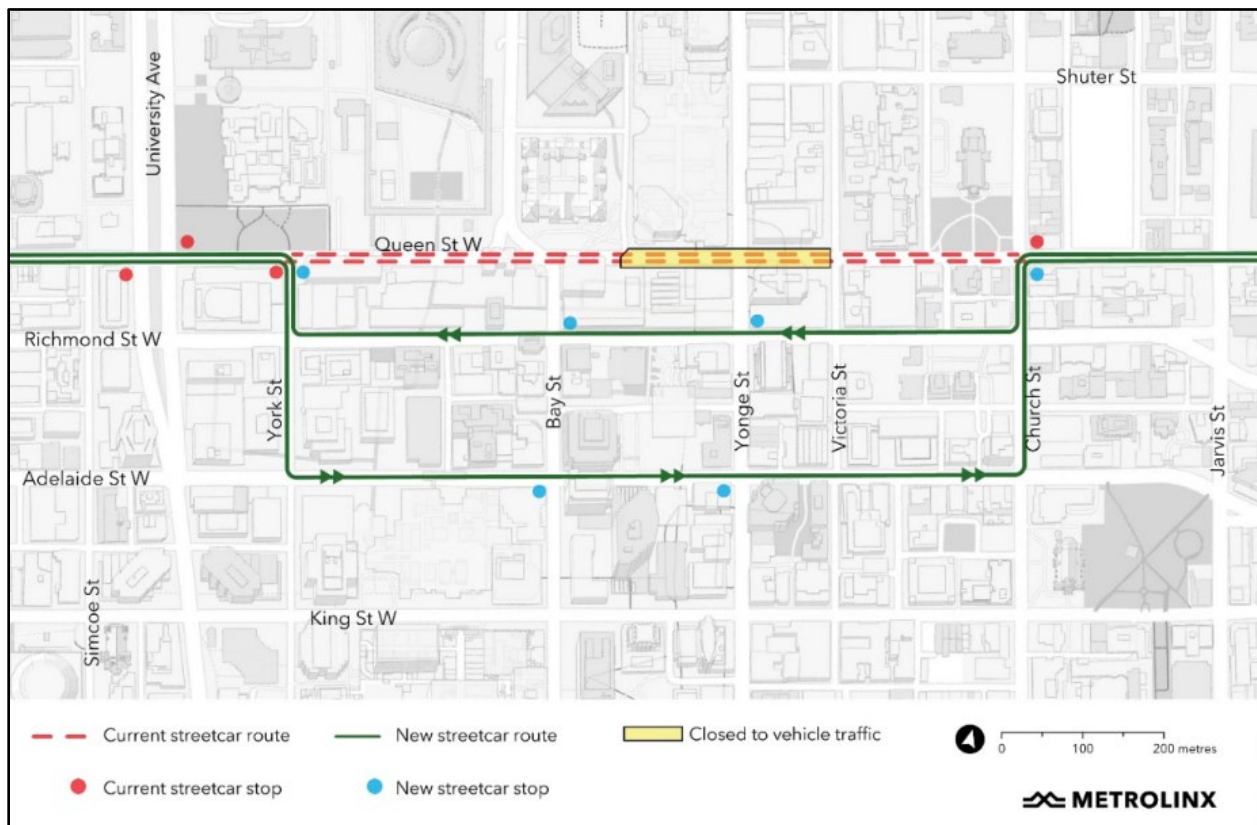 University Ave
Shuter St
Queen St W
Richmond St W
York St
Bay St
Yonge St
Victoria St
Church St
Jarvis St
Adelaide St W
Simcoe St
King St W
Current streetcar route
New streetcar route
Closed to vehicle traffic
0 100 200 metres
Current streetcar stop
New streetcar stop
METROLINX